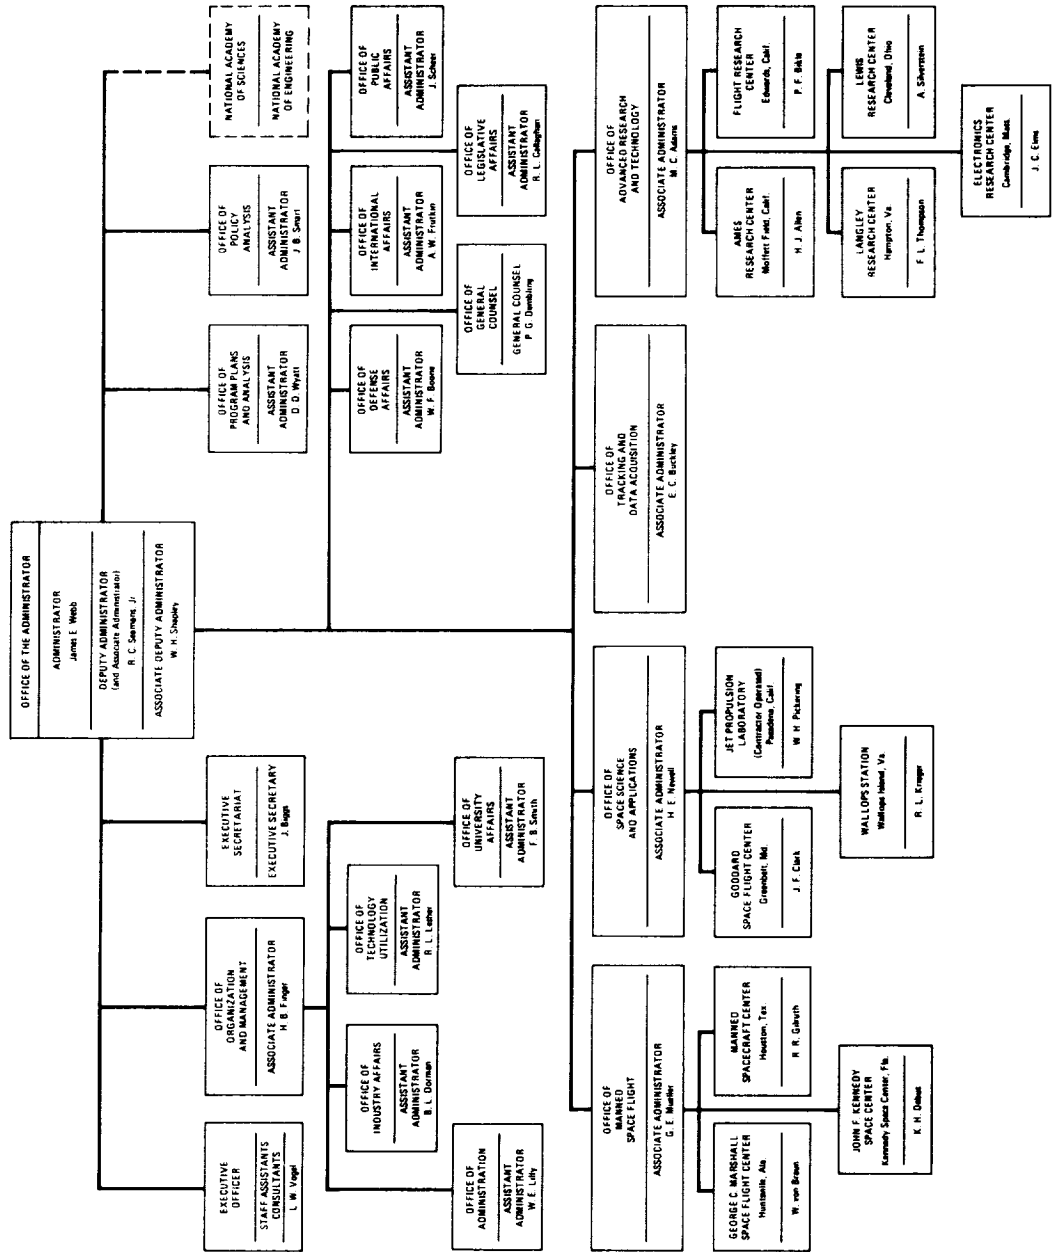 OFFICE OF THE ADMINISTRATOR
ADMINISTRATOR
James E. Webb
DEPUTY ADMINISTRATOR
(and Associate Administrator)
R. C. Seamans, Jr.
ASSOCIATE DEPUTY ADMINISTRATOR
W. H. Shapley
EXECUTIVE
OFFICER
STAFF ASSISTANTS
CONSULTANTS
L. W. Vogel
OFFICE OF
ORGANIZATION
AND MANAGEMENT
ASSOCIATE ADMINISTRATOR
H. B. Finger
EXECUTIVE
SECRETARIAT
EXECUTIVE SECRETARY
J. Biggs
OFFICE OF
PROGRAM PLANS
AND ANALYSIS
ASSISTANT
ADMINISTRATOR
D. D. Wyatt
OFFICE OF
POLICY
ANALYSIS
ASSISTANT
ADMINISTRATOR
J. B. Smart
NATIONAL ACADEMY
OF SCIENCES
NATIONAL ACADEMY
OF ENGINEERING
OFFICE OF
INDUSTRY AFFAIRS
ASSISTANT
ADMINISTRATOR
B. L. Dorman
OFFICE OF
TECHNOLOGY
UTILIZATION
ASSISTANT
ADMINISTRATOR
R. L. Lesher
OFFICE OF
DEFENSE
AFFAIRS
ASSISTANT
ADMINISTRATOR
W. F. Boone
OFFICE OF
INTERNATIONAL
AFFAIRS
ASSISTANT
ADMINISTRATOR
A. W. Frutkin
OFFICE OF
PUBLIC
AFFAIRS
ASSISTANT
ADMINISTRATOR
J. Scheer
OFFICE OF
ADMINISTRATION
ASSISTANT
ADMINISTRATOR
W. E. Lilly
OFFICE OF
UNIVERSITY
AFFAIRS
ASSISTANT
ADMINISTRATOR
F. B. Smith
OFFICE OF
GENERAL
COUNSEL
GENERAL COUNSEL
P. G. Dembling
OFFICE OF
LEGISLATIVE
AFFAIRS
ASSISTANT
ADMINISTRATOR
R. L. Callaghan
OFFICE OF
MANNED
SPACE FLIGHT
ASSOCIATE ADMINISTRATOR
G. E. Mueller
OFFICE OF
SPACE SCIENCE
AND APPLICATIONS
ASSOCIATE ADMINISTRATOR
H. E. Newell
OFFICE OF
TRACKING AND
DATA ACQUISITION
ASSOCIATE ADMINISTRATOR
E. C. Buckley
OFFICE OF
ADVANCED RESEARCH
AND TECHNOLOGY
ASSOCIATE ADMINISTRATOR
M. C. Adams
GEORGE C. MARSHALL
SPACE FLIGHT CENTER
Huntsville, Ala.
W. von Braun
MANNED
SPACECRAFT CENTER
Houston, Tex
R. R. Gilruth
GODDARD
SPACE FLIGHT CENTER
Greenbelt, Md.
J. F. Clark
JET PROPULSION
LABORATORY
(Contractor Operated)
Pasadena, Calif.
W. H. Pickering
AMES
RESEARCH CENTER
Moffett Field, Calif.
H. J. Allen
FLIGHT RESEARCH
CENTER
Edwards, Calif.
P. F. Bikle
JOHN F. KENNEDY
SPACE CENTER
Kennedy Space Center, Fla.
K. H. Debus
WALLOPS STATION
Wallops Island, Va.
R. L. Krieger
LANGLEY
RESEARCH CENTER
Hampton, Va.
F. L. Thompson
LEWIS
RESEARCH CENTER
Cleveland, Ohio
A. Silverstein
ELECTRONICS
RESEARCH CENTER
Cambridge, Mass.
J. C. Elms